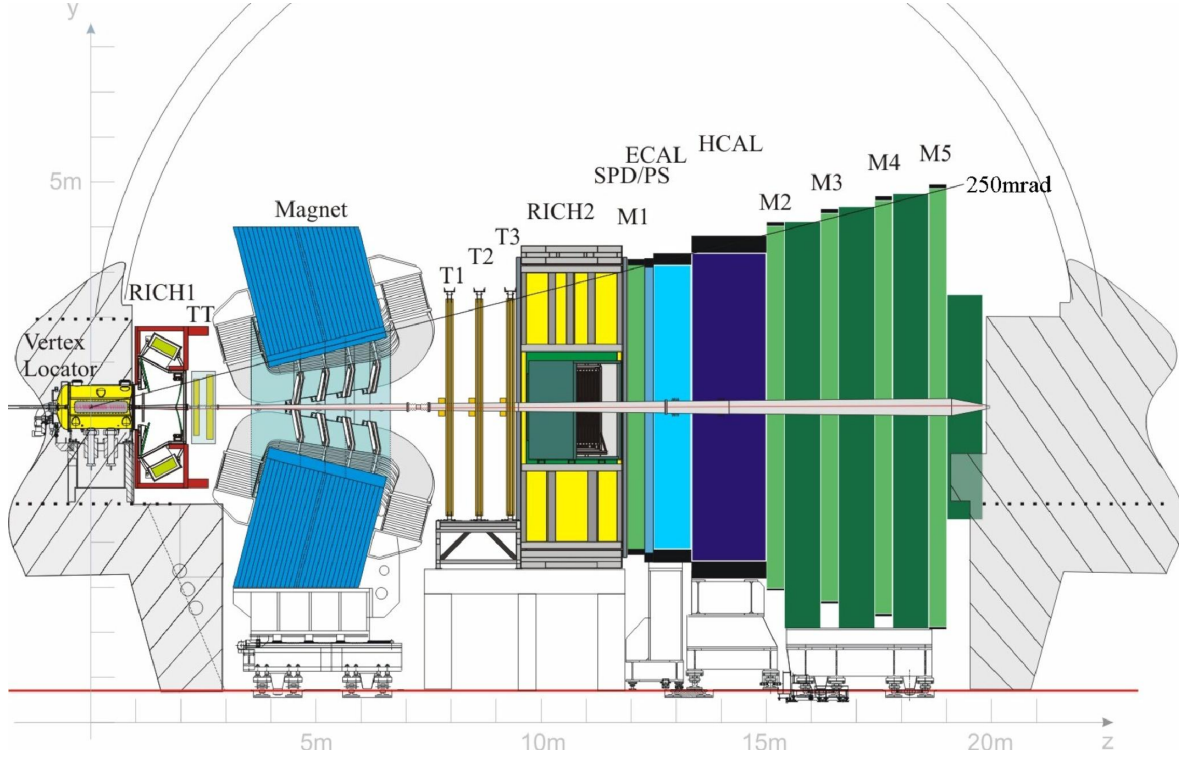 y
5m
Vertex
Locator
RICH1
TT
Magnet
T1
T2
T3
RICH2
M1
SPD/PS
ECAL
HCAL
M2
M3
M4
M5
250mrad
5m
10m
15m
20m
z